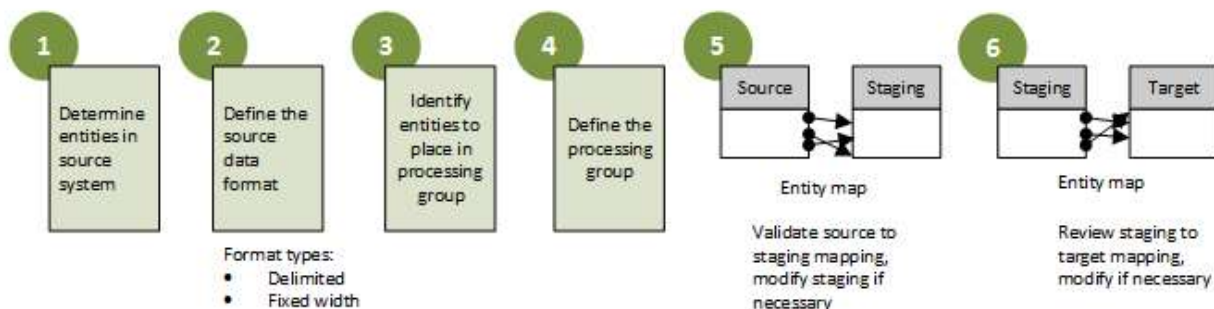 1
Determine
entities in
source
system
2
Define the
source
data
format
Format types:
• Delimited
• Fixed width
3
Identify
entities to
place in
processing
group
4
Define the
processing
group
5
Source
Staging
Entity map
Validate source to
staging mapping,
modify staging if
necessary
6
Staging
Target
Entity map
Review staging to
target mapping,
modify if necessary